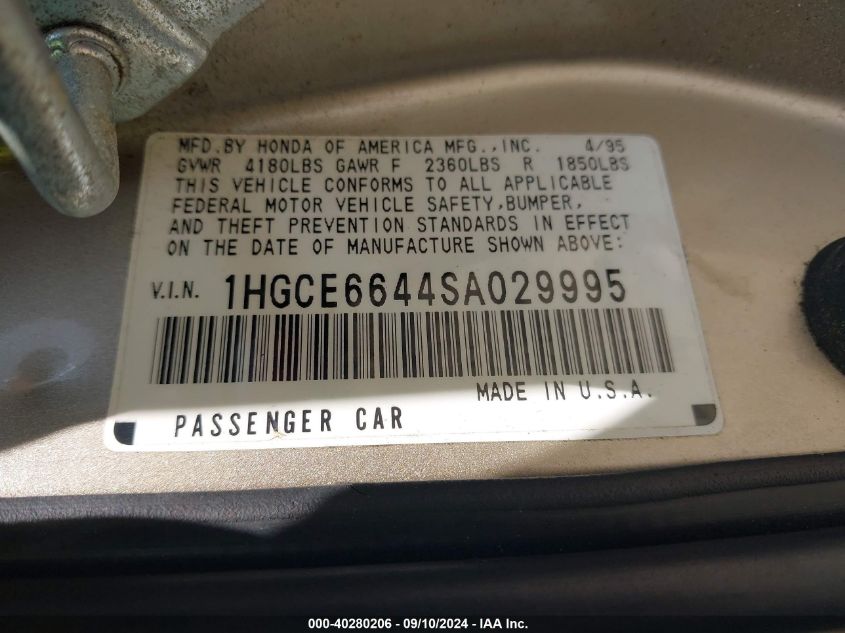 MFD.BY HONDA OF AMERICA MFG.,INC. 4/95
GVWR 4180LBS GAWR F 2360LBS R 1850LBS
THIS VEHICLE CONFORMS TO ALL APPLICABLE
FEDERAL MOTOR VEHICLE SAFETY,BUMPER,
AND THEFT PREVENTION STANDARDS IN EFFECT
ON THE DATE OF MANUFACTURE SHOWN ABOVE:
V.I.N. 1HGCE6644SA029995
MADE IN U.S.A.
PASSENGER CAR
000-40280206 - 09/10/2024 - IAA Inc.